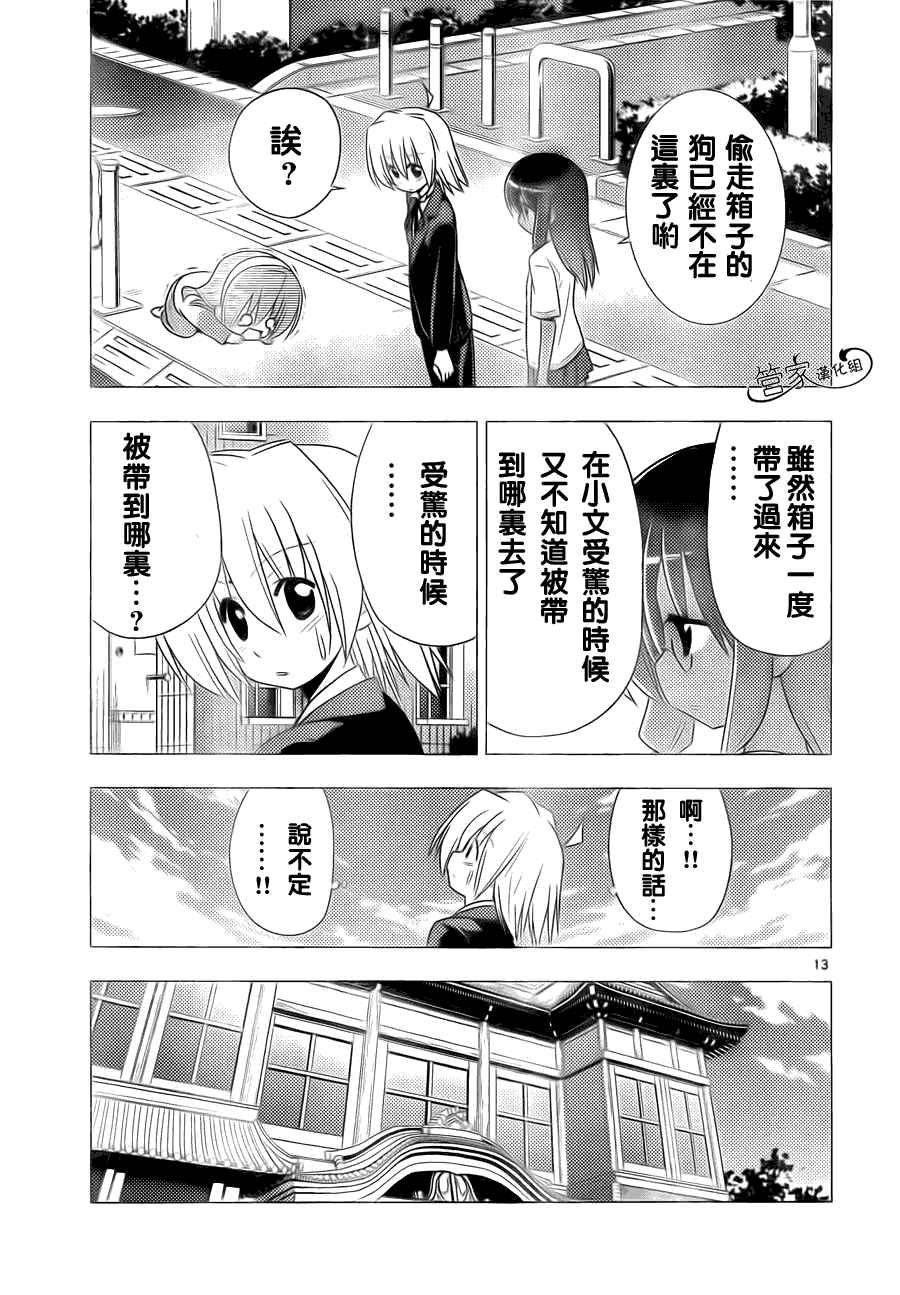 偷走箱子的
狗已經不在
這裏了喲
誒?
管家漢化組
雖然箱子一度
帶了過來
……
在小文受驚的時候
又不知道被帶
到哪裏去了
……
受驚的時候
被帶到哪裏…?
啊…!!
那樣的話…
說不定
……!!
13